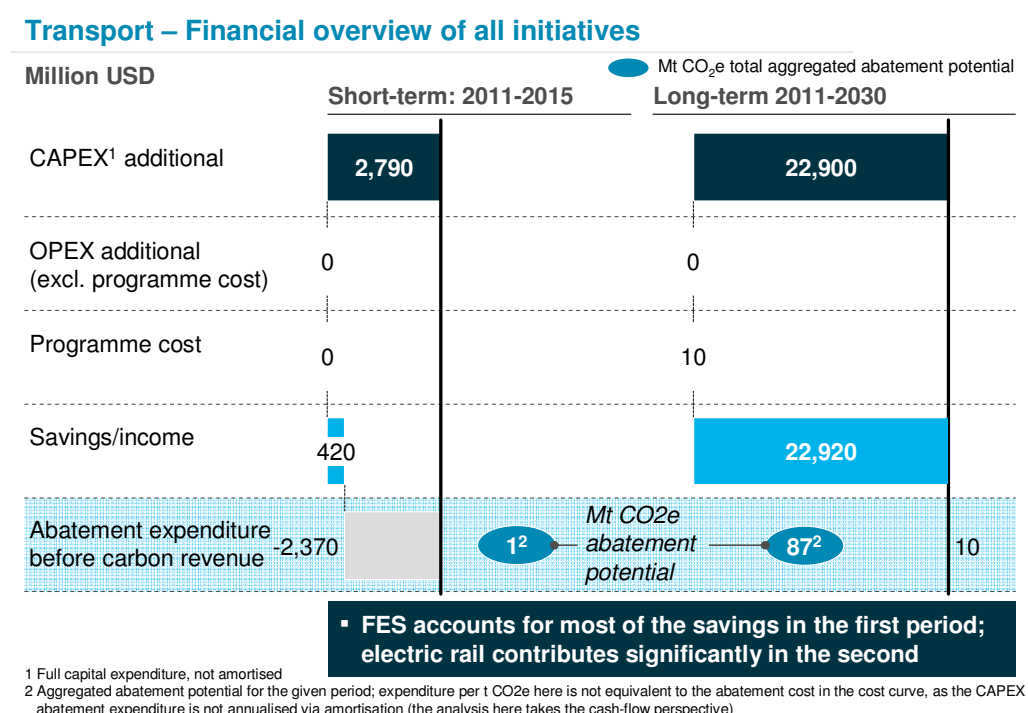 Transport – Financial overview of all initiatives
Million USD
Mt CO₂e total aggregated abatement potential
Short-term: 2011-2015
Long-term 2011-2030
CAPEX¹ additional
2,790
22,900
OPEX additional
(excl. programme cost)
0
0
Programme cost
0
10
Savings/income
420
22,920
Abatement expenditure
before carbon revenue
-2,370
1²
Mt CO2e
abatement
potential
87²
10
▪ FES accounts for most of the savings in the first period;
electric rail contributes significantly in the second
1 Full capital expenditure, not amortised
2 Aggregated abatement potential for the given period; expenditure per t CO2e here is not equivalent to the abatement cost in the cost curve, as the CAPEX
abatement expenditure is not annualised via amortisation (the analysis here takes the cash-flow perspective)